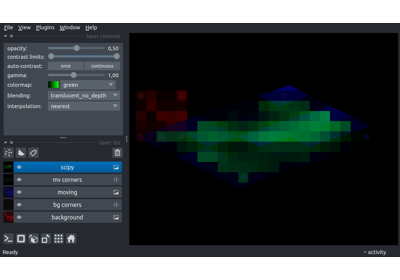 File View Plugins Window Help
layer controls
opacity: 0,50
contrast limits:
auto-contrast: once continuous
gamma: 1,00
colormap: green
blending: translucent_no_depth
interpolation: nearest
layer list
scipy
mv corners
moving
bg corners
background
Ready activity